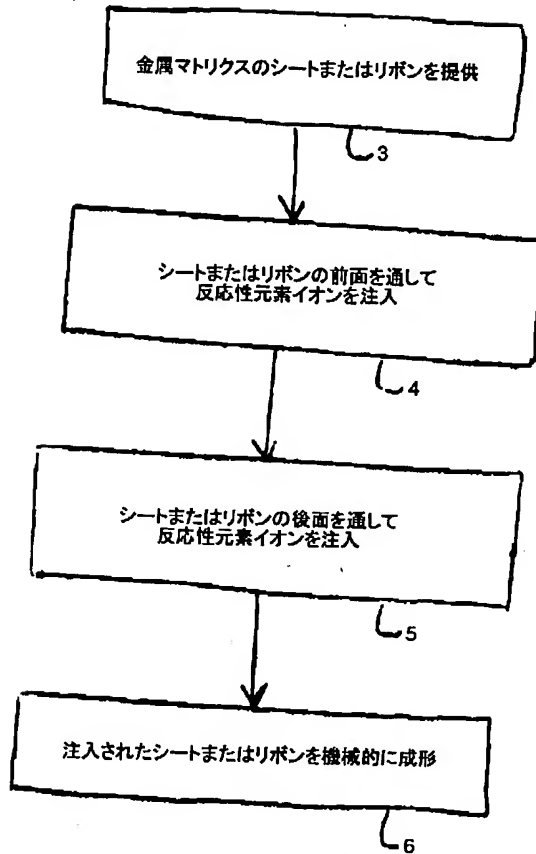 金属マトリクスのシートまたはリボンを提供
3
シートまたはリボンの前面を通して
反応性元素イオンを注入
4
シートまたはリボンの後面を通して
反応性元素イオンを注入
5
注入されたシートまたはリボンを機械的に成形
6